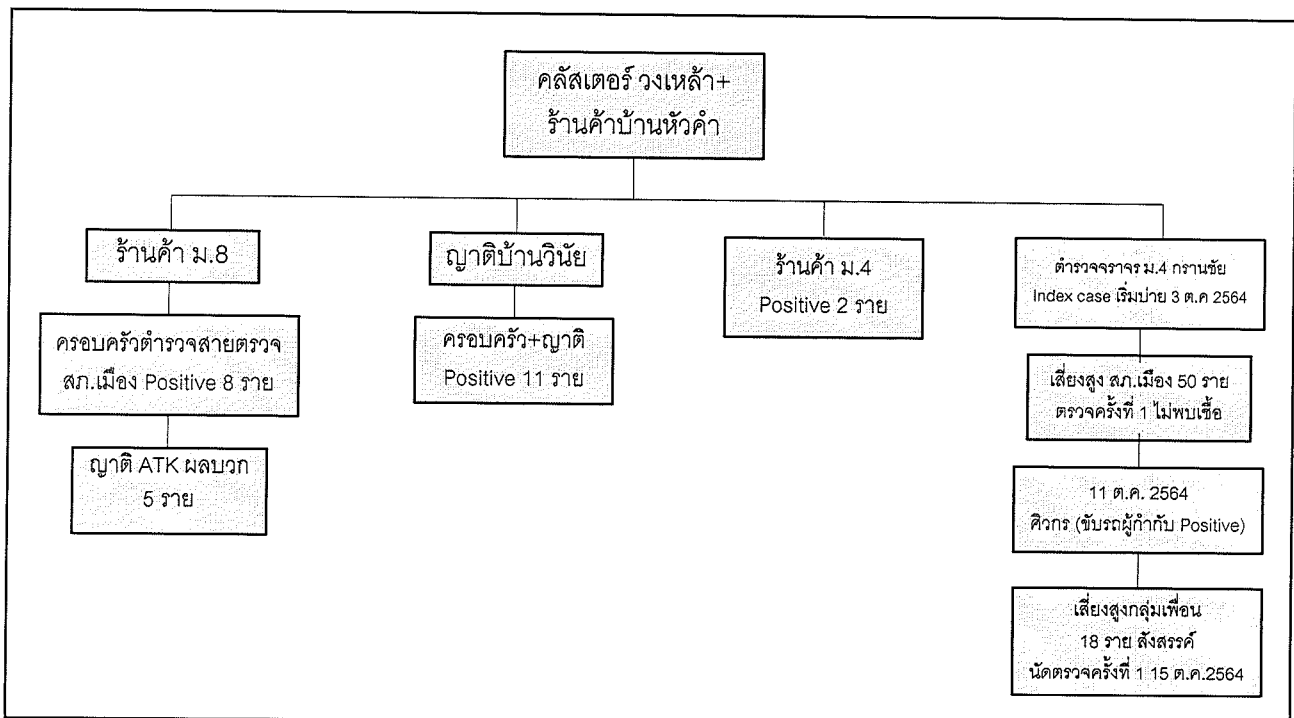 คลัสเตอร์ วงเหล้า+
ร้านค้าบ้านหัวคำ
ร้านค้า ม.8
ครอบครัวตำรวจสายตรวจ
สภ.เมือง Positive 8 ราย
ญาติ ATK ผลบวก
5 ราย
ญาติบ้านวินัย
ครอบครัว+ญาติ
Positive 11 ราย
ร้านค้า ม.4
Positive 2 ราย
ตำรวจจราจร ม.4 กรานชัย
Index case เริ่มป่าย 3 ต.ค 2564
เสี่ยงสูง สภ.เมือง 50 ราย
ตรวจครั้งที่ 1 ไม่พบเชื้อ
11 ต.ค. 2564
ศิวกร (ขับรถผู้กำกับ Positive)
เสี่ยงสูงกลุ่มเพื่อน
18 ราย สังสรรค์
นัดตรวจครั้งที่ 1 15 ต.ค.2564